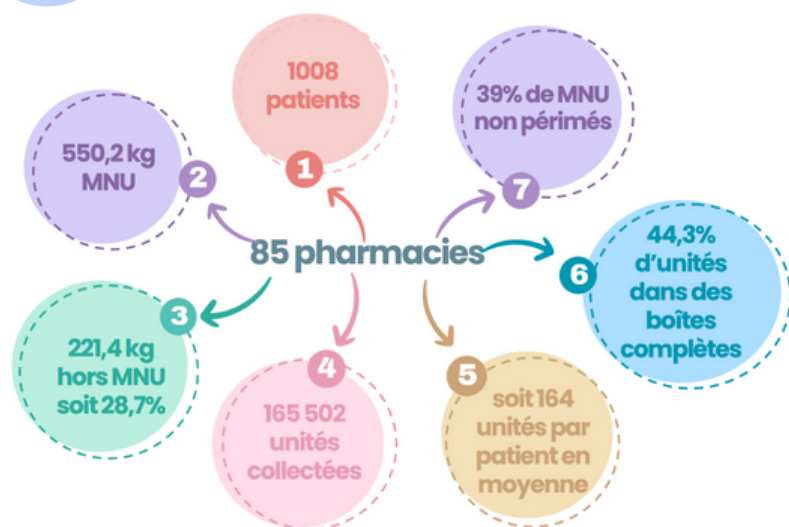 85 pharmacies
1
1008
patients
2
550,2 kg
MNU
3
221,4 kg
hors MNU
soit 28,7%
4
165 502
unités
collectées
5
soit 164
unités par
patient en
moyenne
6
44,3%
d'unités
dans des
boîtes
complètes
7
39% de MNU
non périmés